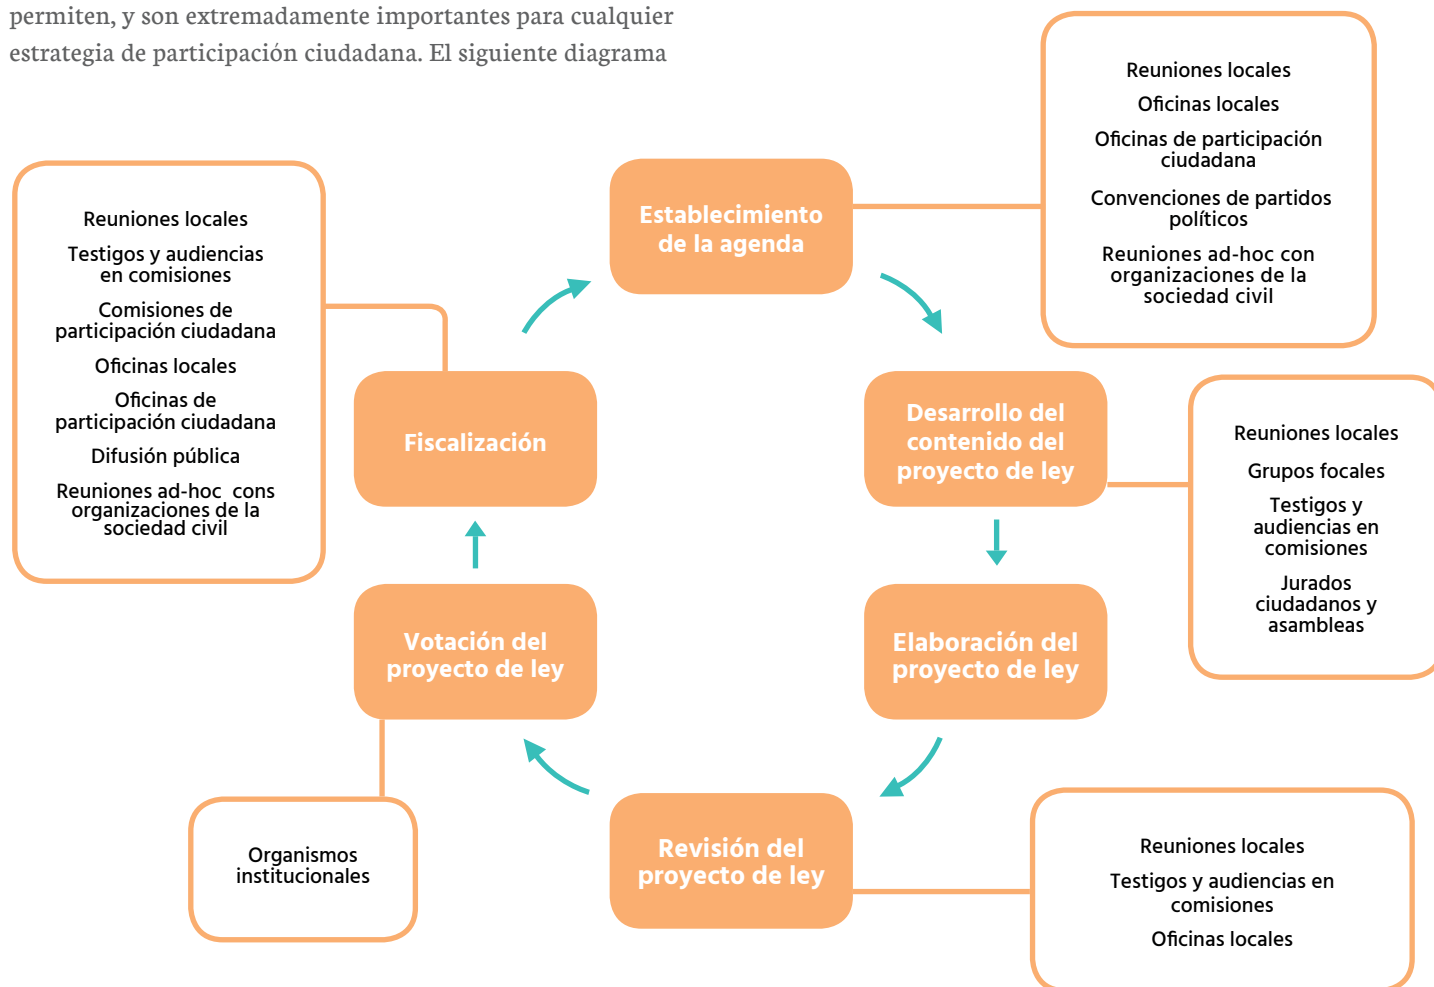 permiten, y son extremadamente importantes para cualquier
estrategia de participación ciudadana. El siguiente diagrama
Establecimiento
de la agenda
Reuniones locales
Oficinas locales
Oficinas de participación
ciudadana
Convenciones de partidos
políticos
Reuniones ad-hoc con
organizaciones de la
sociedad civil
Desarrollo del
contenido del
proyecto de ley
Reuniones locales
Grupos focales
Testigos y
audiencias en
comisiones
Jurados
ciudadanos y
asambleas
Elaboración del
proyecto de ley
Revisión del
proyecto de ley
Reuniones locales
Testigos y audiencias en
comisiones
Oficinas locales
Votación del
proyecto de ley
Organismos
institucionales
Fiscalización
Reuniones locales
Testigos y audiencias
en comisiones
Comisiones de
participación ciudadana
Oficinas locales
Oficinas de
participación ciudadana
Difusión pública
Reuniones ad-hoc  cons
organizaciones de la
sociedad civil